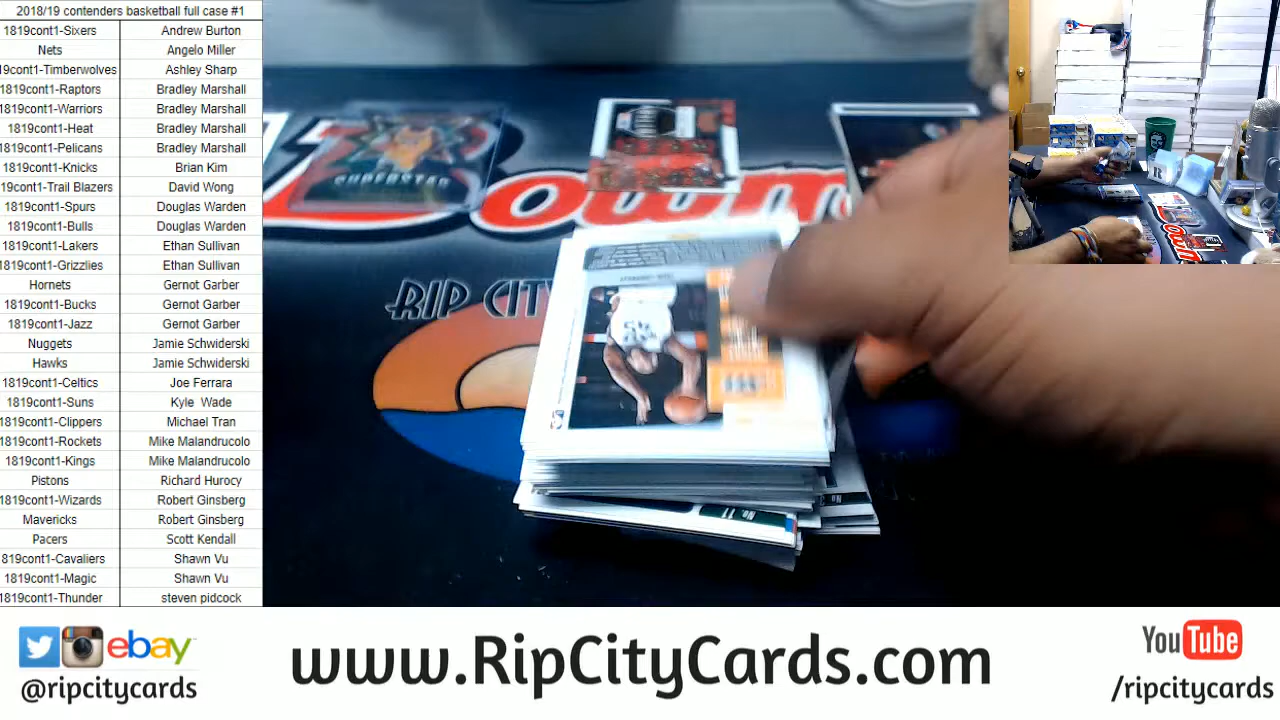 2018/19 contenders basketball full case #1
1819cont1-Sixers Andrew Burton
Nets Angelo Miller
19cont1-Timberwolves Ashley Sharp
1819cont1-Raptors Bradley Marshall
1819cont1-Warriors Bradley Marshall
1819cont1-Heat Bradley Marshall
1819cont1-Pelicans Bradley Marshall
1819cont1-Knicks Brian Kim
19cont1-Trail Blazers David Wong
1819cont1-Spurs Douglas Warden
1819cont1-Bulls Douglas Warden
1819cont1-Lakers Ethan Sullivan
1819cont1-Grizzlies Ethan Sullivan
Hornets Gernot Garber
1819cont1-Bucks Gernot Garber
1819cont1-Jazz Gernot Garber
Nuggets Jamie Schwiderski
Hawks Jamie Schwiderski
1819cont1-Celtics Joe Ferrara
1819cont1-Suns Kyle Wade
1819cont1-Clippers Michael Tran
1819cont1-Rockets Mike Malandrucolo
1819cont1-Kings Mike Malandrucolo
Pistons Richard Hurocy
1819cont1-Wizards Robert Ginsberg
Mavericks Robert Ginsberg
Pacers Scott Kendall
819cont1-Cavaliers Shawn Vu
1819cont1-Magic Shawn Vu
1819cont1-Thunder steven pidcock
SUPERSTAR
RIP CITY
No. 11
ebay
@ripcitycards
www.RipCityCards.com
YouTube
/ripcitycards